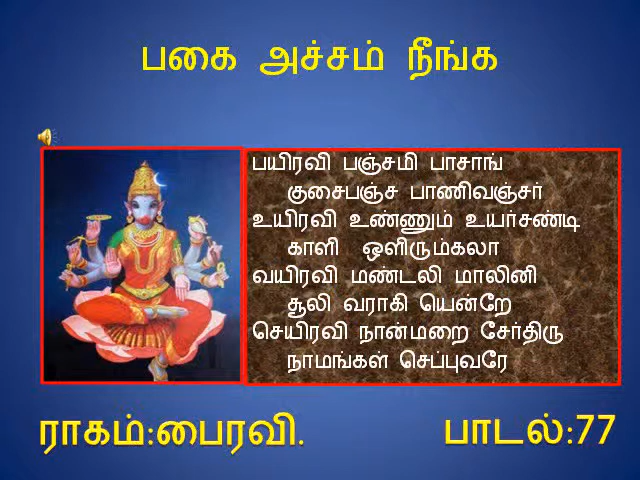 பகை அச்சம் நீங்க
பயிரவி பஞ்சமி பாசாங்
குசைபஞ்ச பாணிவஞ்சர்
உயிரவி உண்ணும் உயர்சண்டி
காளி ஒளிரும்கலா
வயிரவி மண்டலி மாலினி
சூலி வராகி யென்றே
செயிரவி நான்மறை சேர்திரு
நாமங்கள் செப்புவரே
ராகம்:பைரவி. பாடல்:77